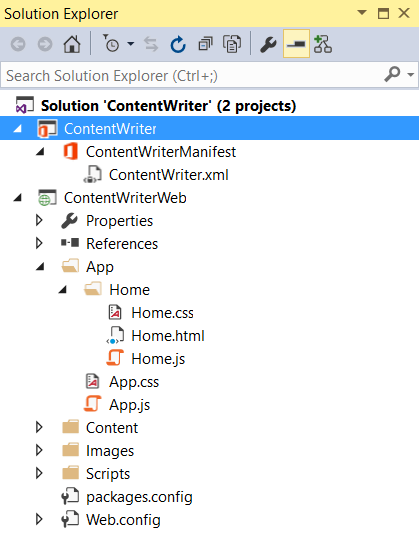 Solution Explorer
Search Solution Explorer (Ctrl+;)
Solution 'ContentWriter' (2 projects)
ContentWriter
ContentWriterManifest
ContentWriter.xml
ContentWriterWeb
Properties
References
App
Home
Home.css
Home.html
Home.js
App.css
App.js
Content
Images
Scripts
packages.config
Web.config